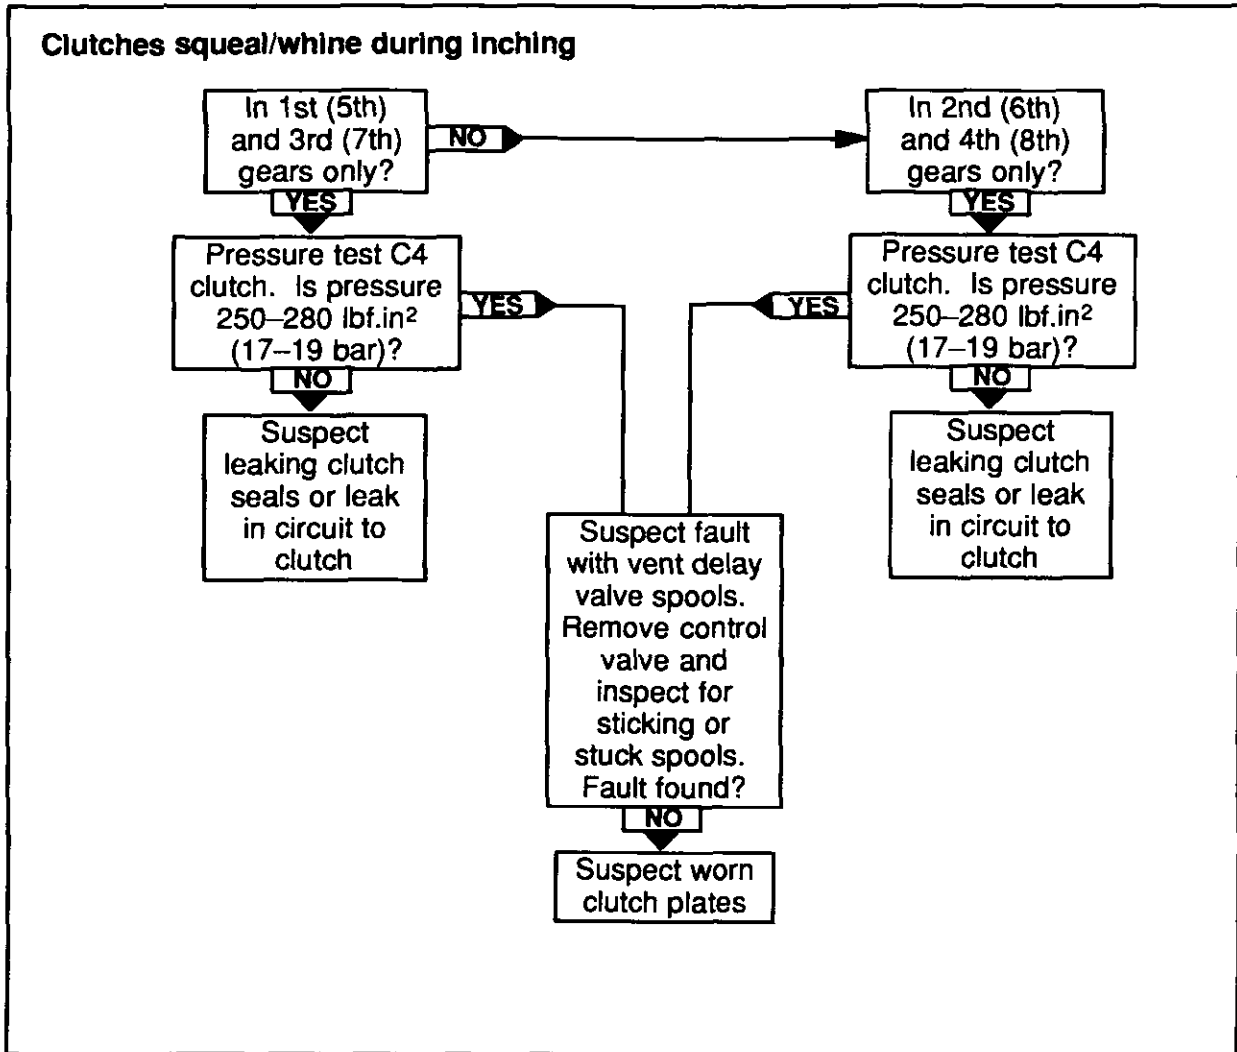 Clutches squeal/whine during inching
In 1st (5th)
and 3rd (7th)
gears only?
NO
In 2nd (6th)
and 4th (8th)
gears only?
YES
YES
Pressure test C4
clutch. Is pressure
250–280 lbf.in²
(17–19 bar)?
YES
YES
Pressure test C4
clutch. Is pressure
250–280 lbf.in²
(17–19 bar)?
NO
NO
Suspect
leaking clutch
seals or leak
in circuit to
clutch
Suspect
leaking clutch
seals or leak
in circuit to
clutch
Suspect fault
with vent delay
valve spools.
Remove control
valve and
inspect for
sticking or
stuck spools.
Fault found?
NO
Suspect worn
clutch plates